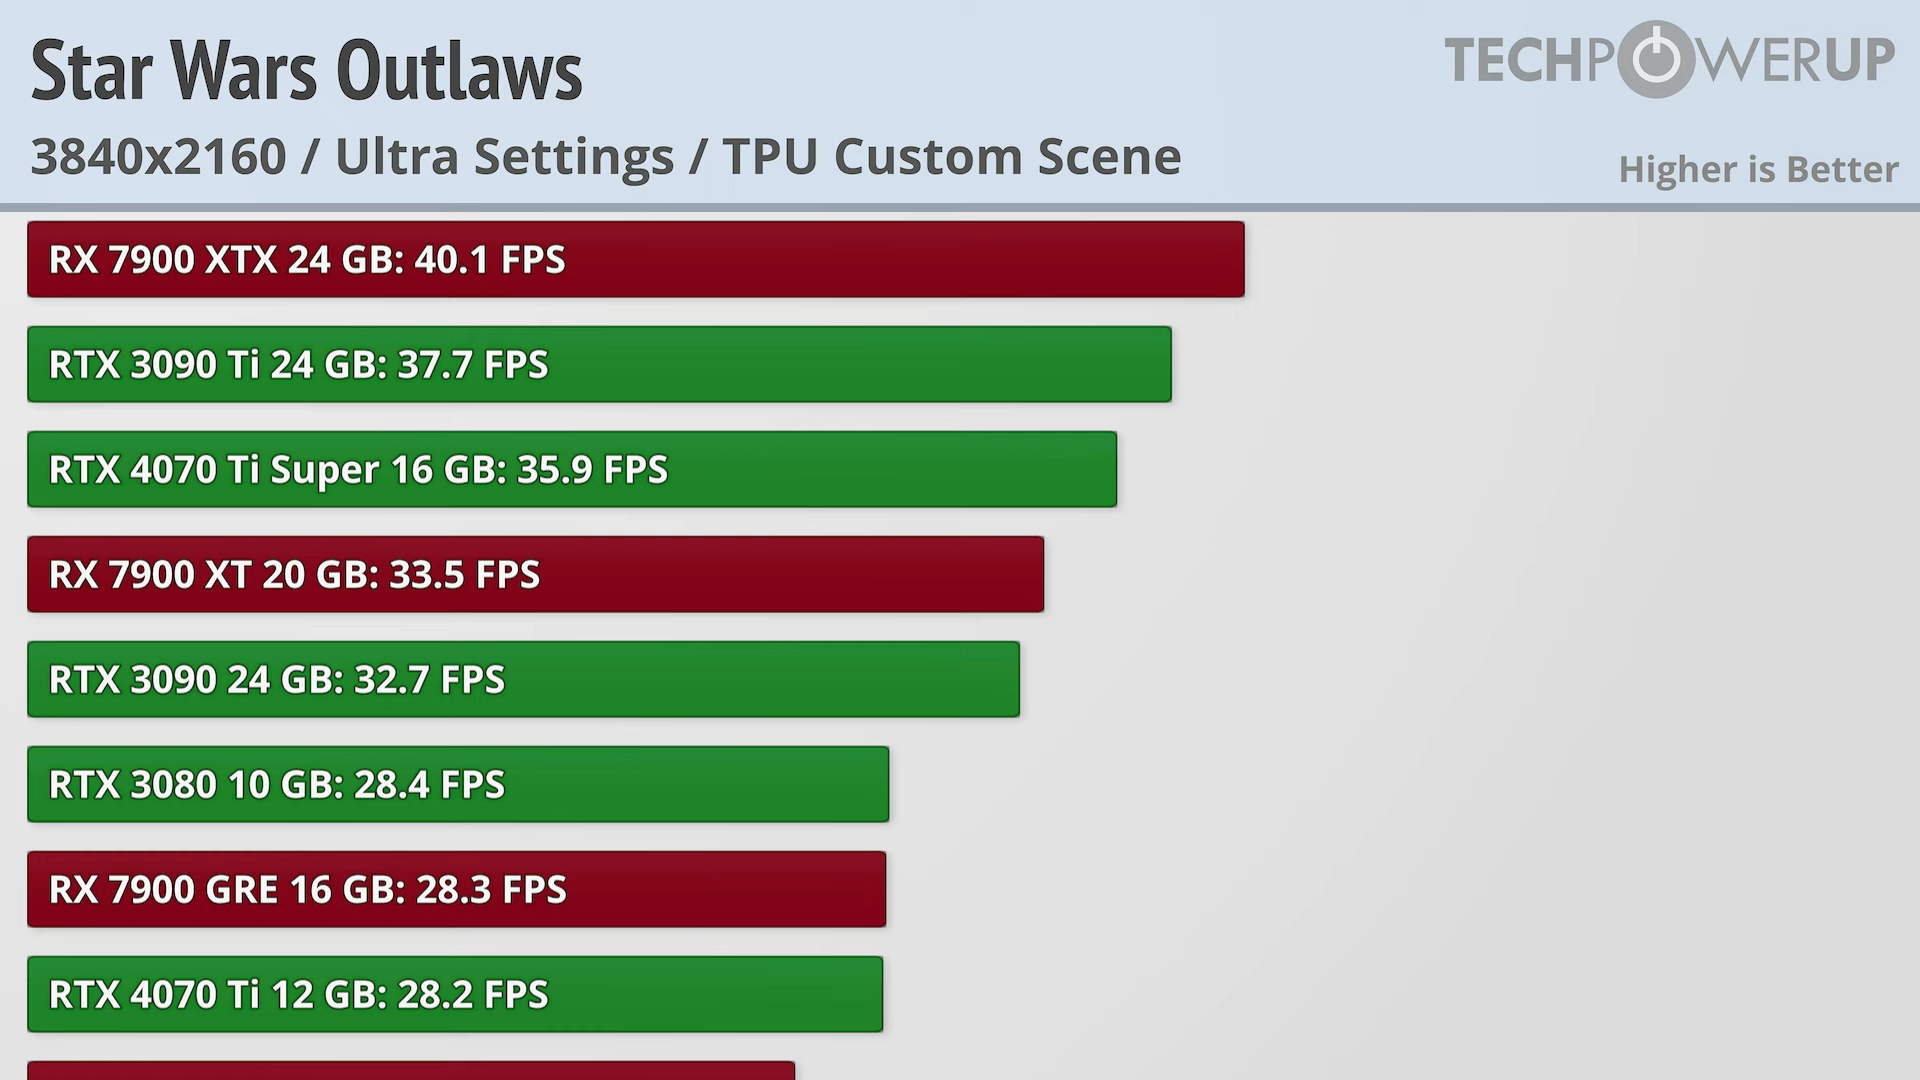 Star Wars Outlaws
TECHPOWERUP
3840x2160 / Ultra Settings / TPU Custom Scene
Higher is Better
RX 7900 XTX 24 GB: 40.1 FPS
RTX 3090 Ti 24 GB: 37.7 FPS
RTX 4070 Ti Super 16 GB: 35.9 FPS
RX 7900 XT 20 GB: 33.5 FPS
RTX 3090 24 GB: 32.7 FPS
RTX 3080 10 GB: 28.4 FPS
RX 7900 GRE 16 GB: 28.3 FPS
RTX 4070 Ti 12 GB: 28.2 FPS